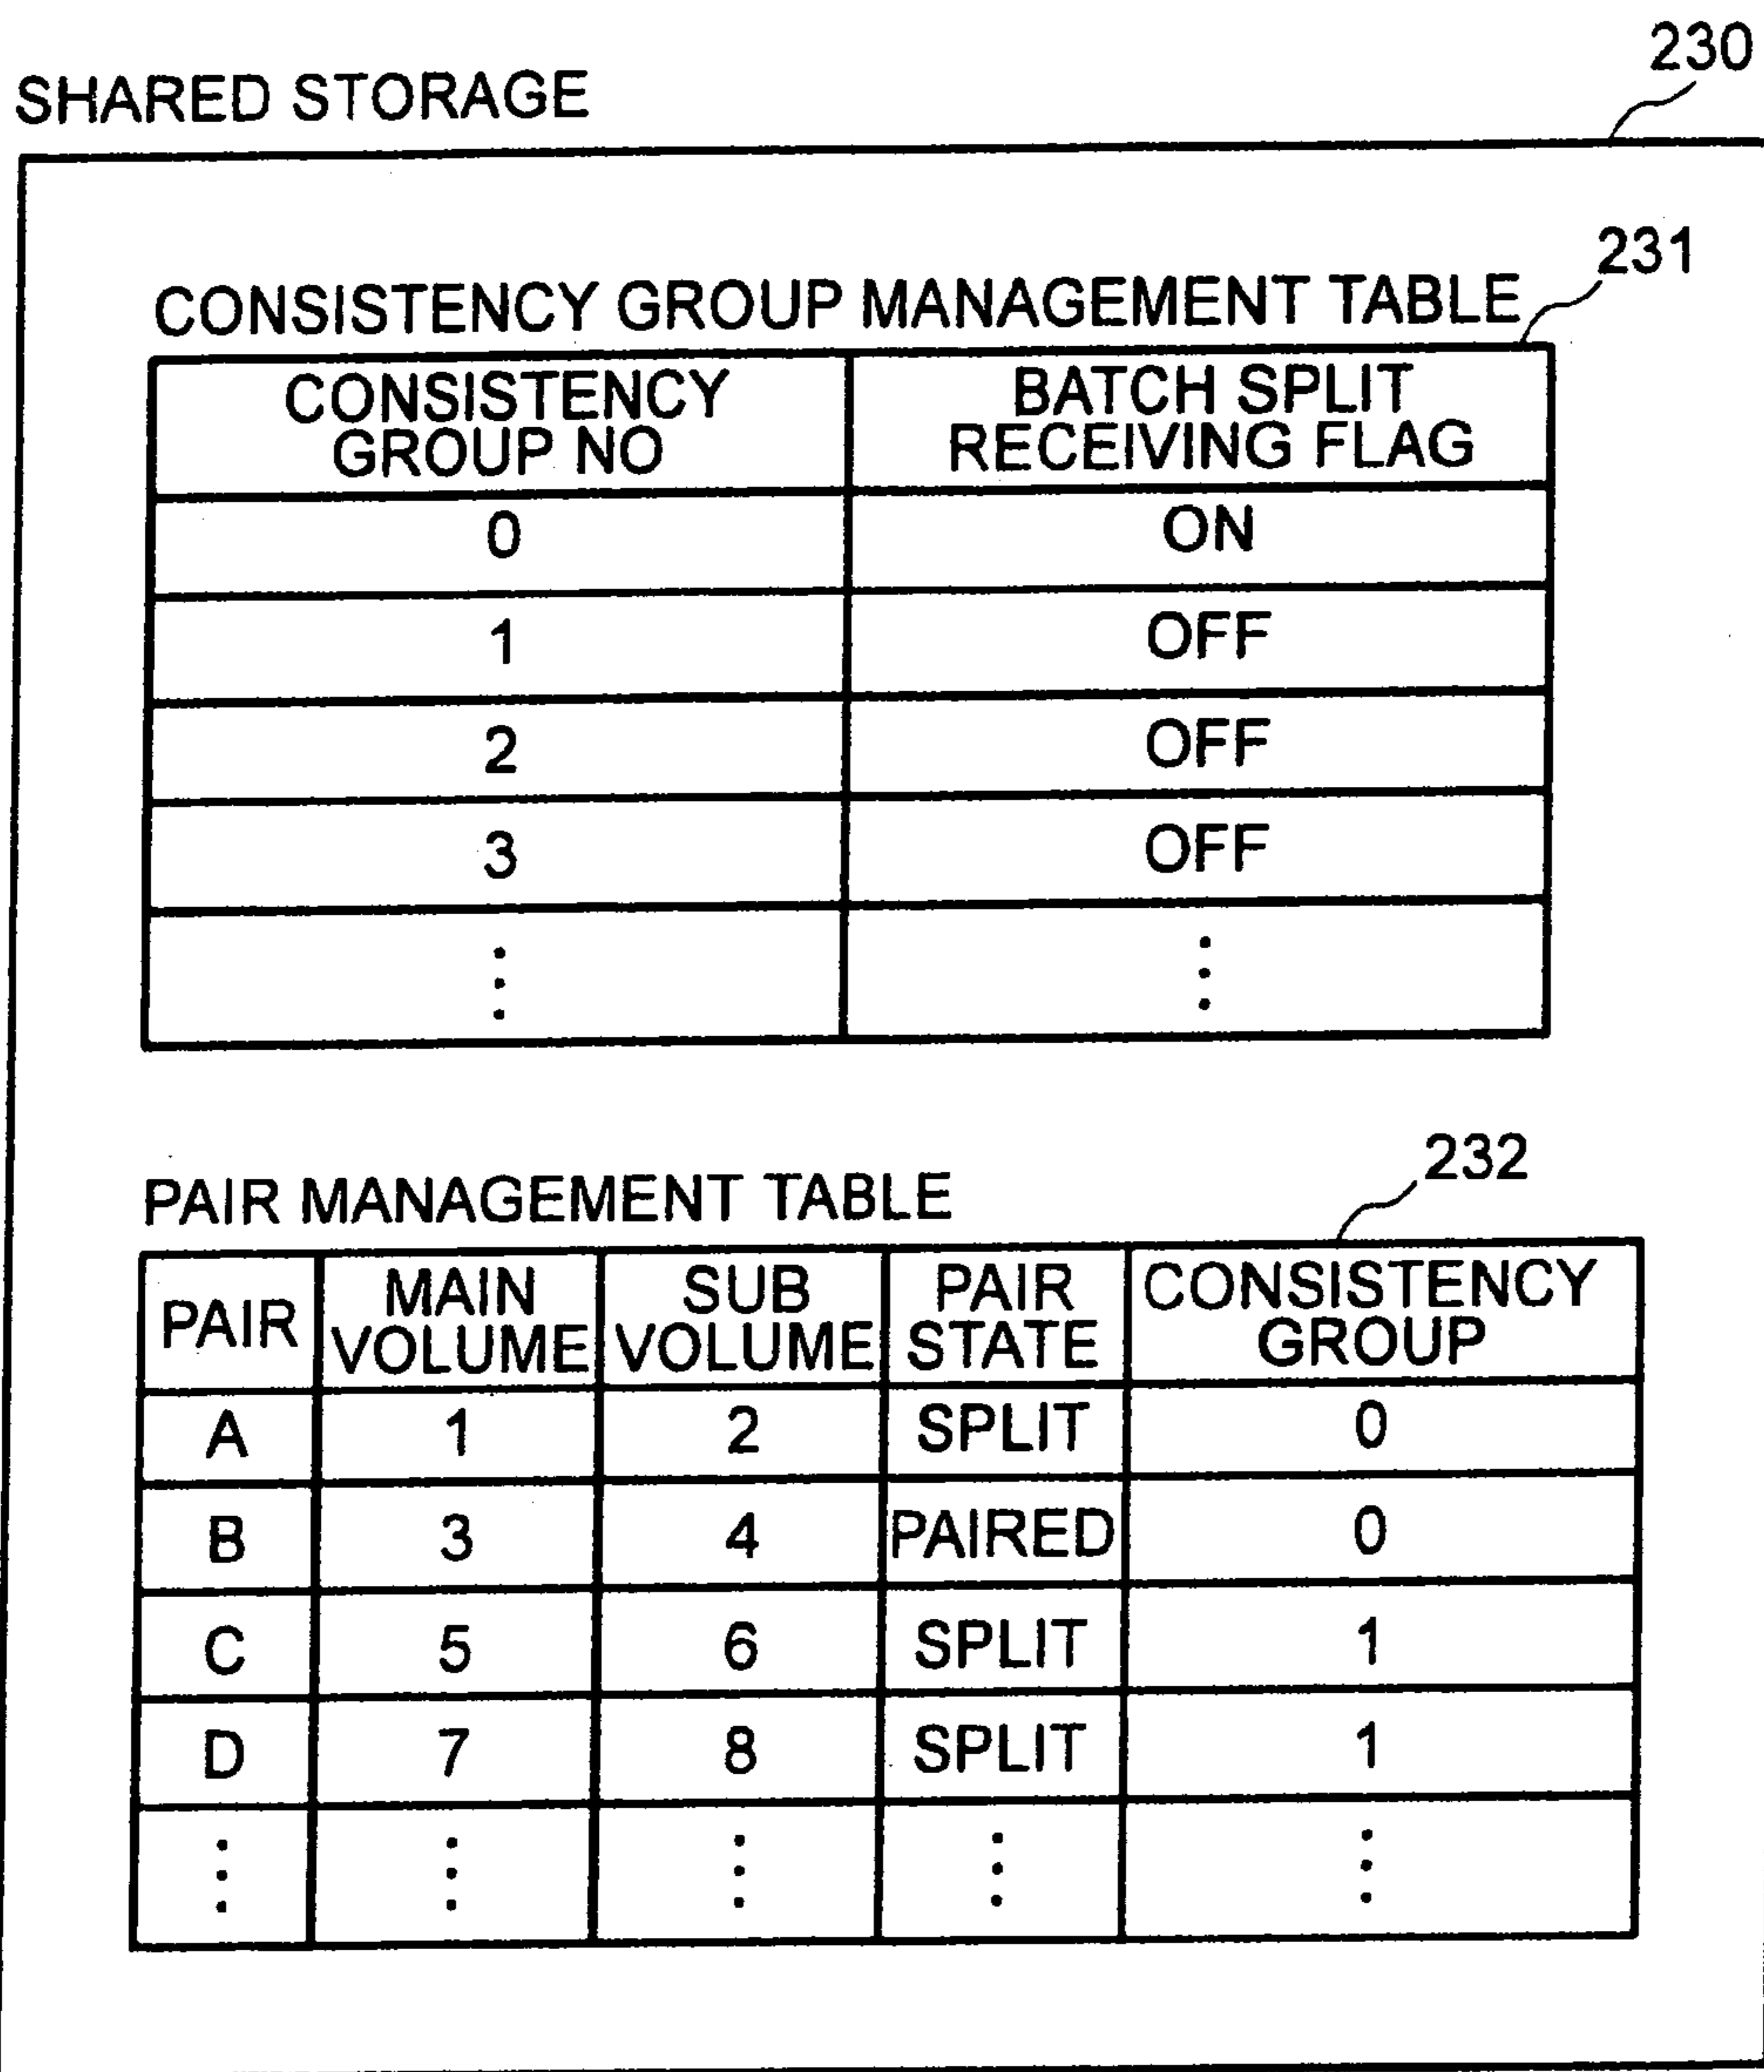 230
SHARED STORAGE
231
CONSISTENCY GROUP MANAGEMENT TABLE
CONSISTENCY GROUP NO BATCH SPLIT RECEIVING FLAG
0 ON
1 OFF
2 OFF
3 OFF
⋮ ⋮
232
PAIR MANAGEMENT TABLE
PAIR MAIN VOLUME SUB VOLUME PAIR STATE CONSISTENCY GROUP
A 1 2 SPLIT 0
B 3 4 PAIRED 0
C 5 6 SPLIT 1
D 7 8 SPLIT 1
⋮ ⋮ ⋮ ⋮ ⋮